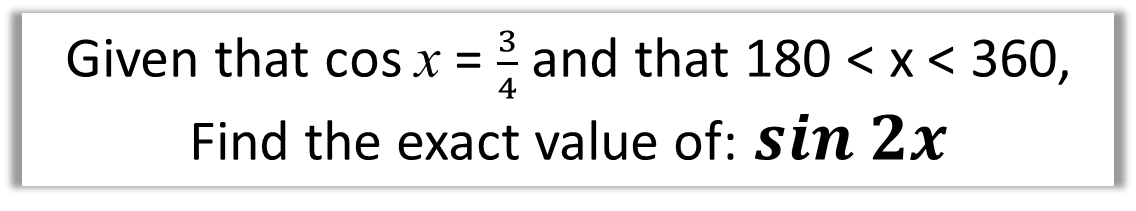 Given that cos x = 3/4 and that 180 < x < 360,
Find the exact value of: sin 2x